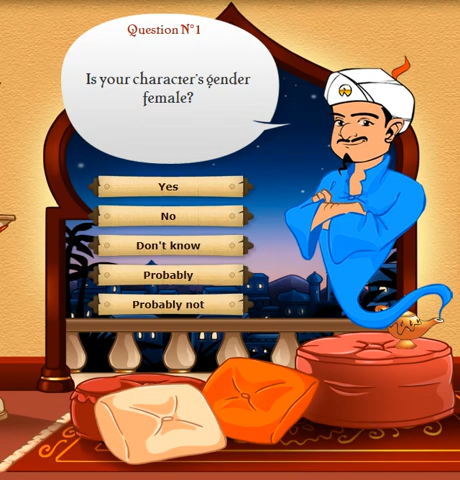 Question N°1
Is your character's gender
female?
Yes
No
Don't know
Probably
Probably not